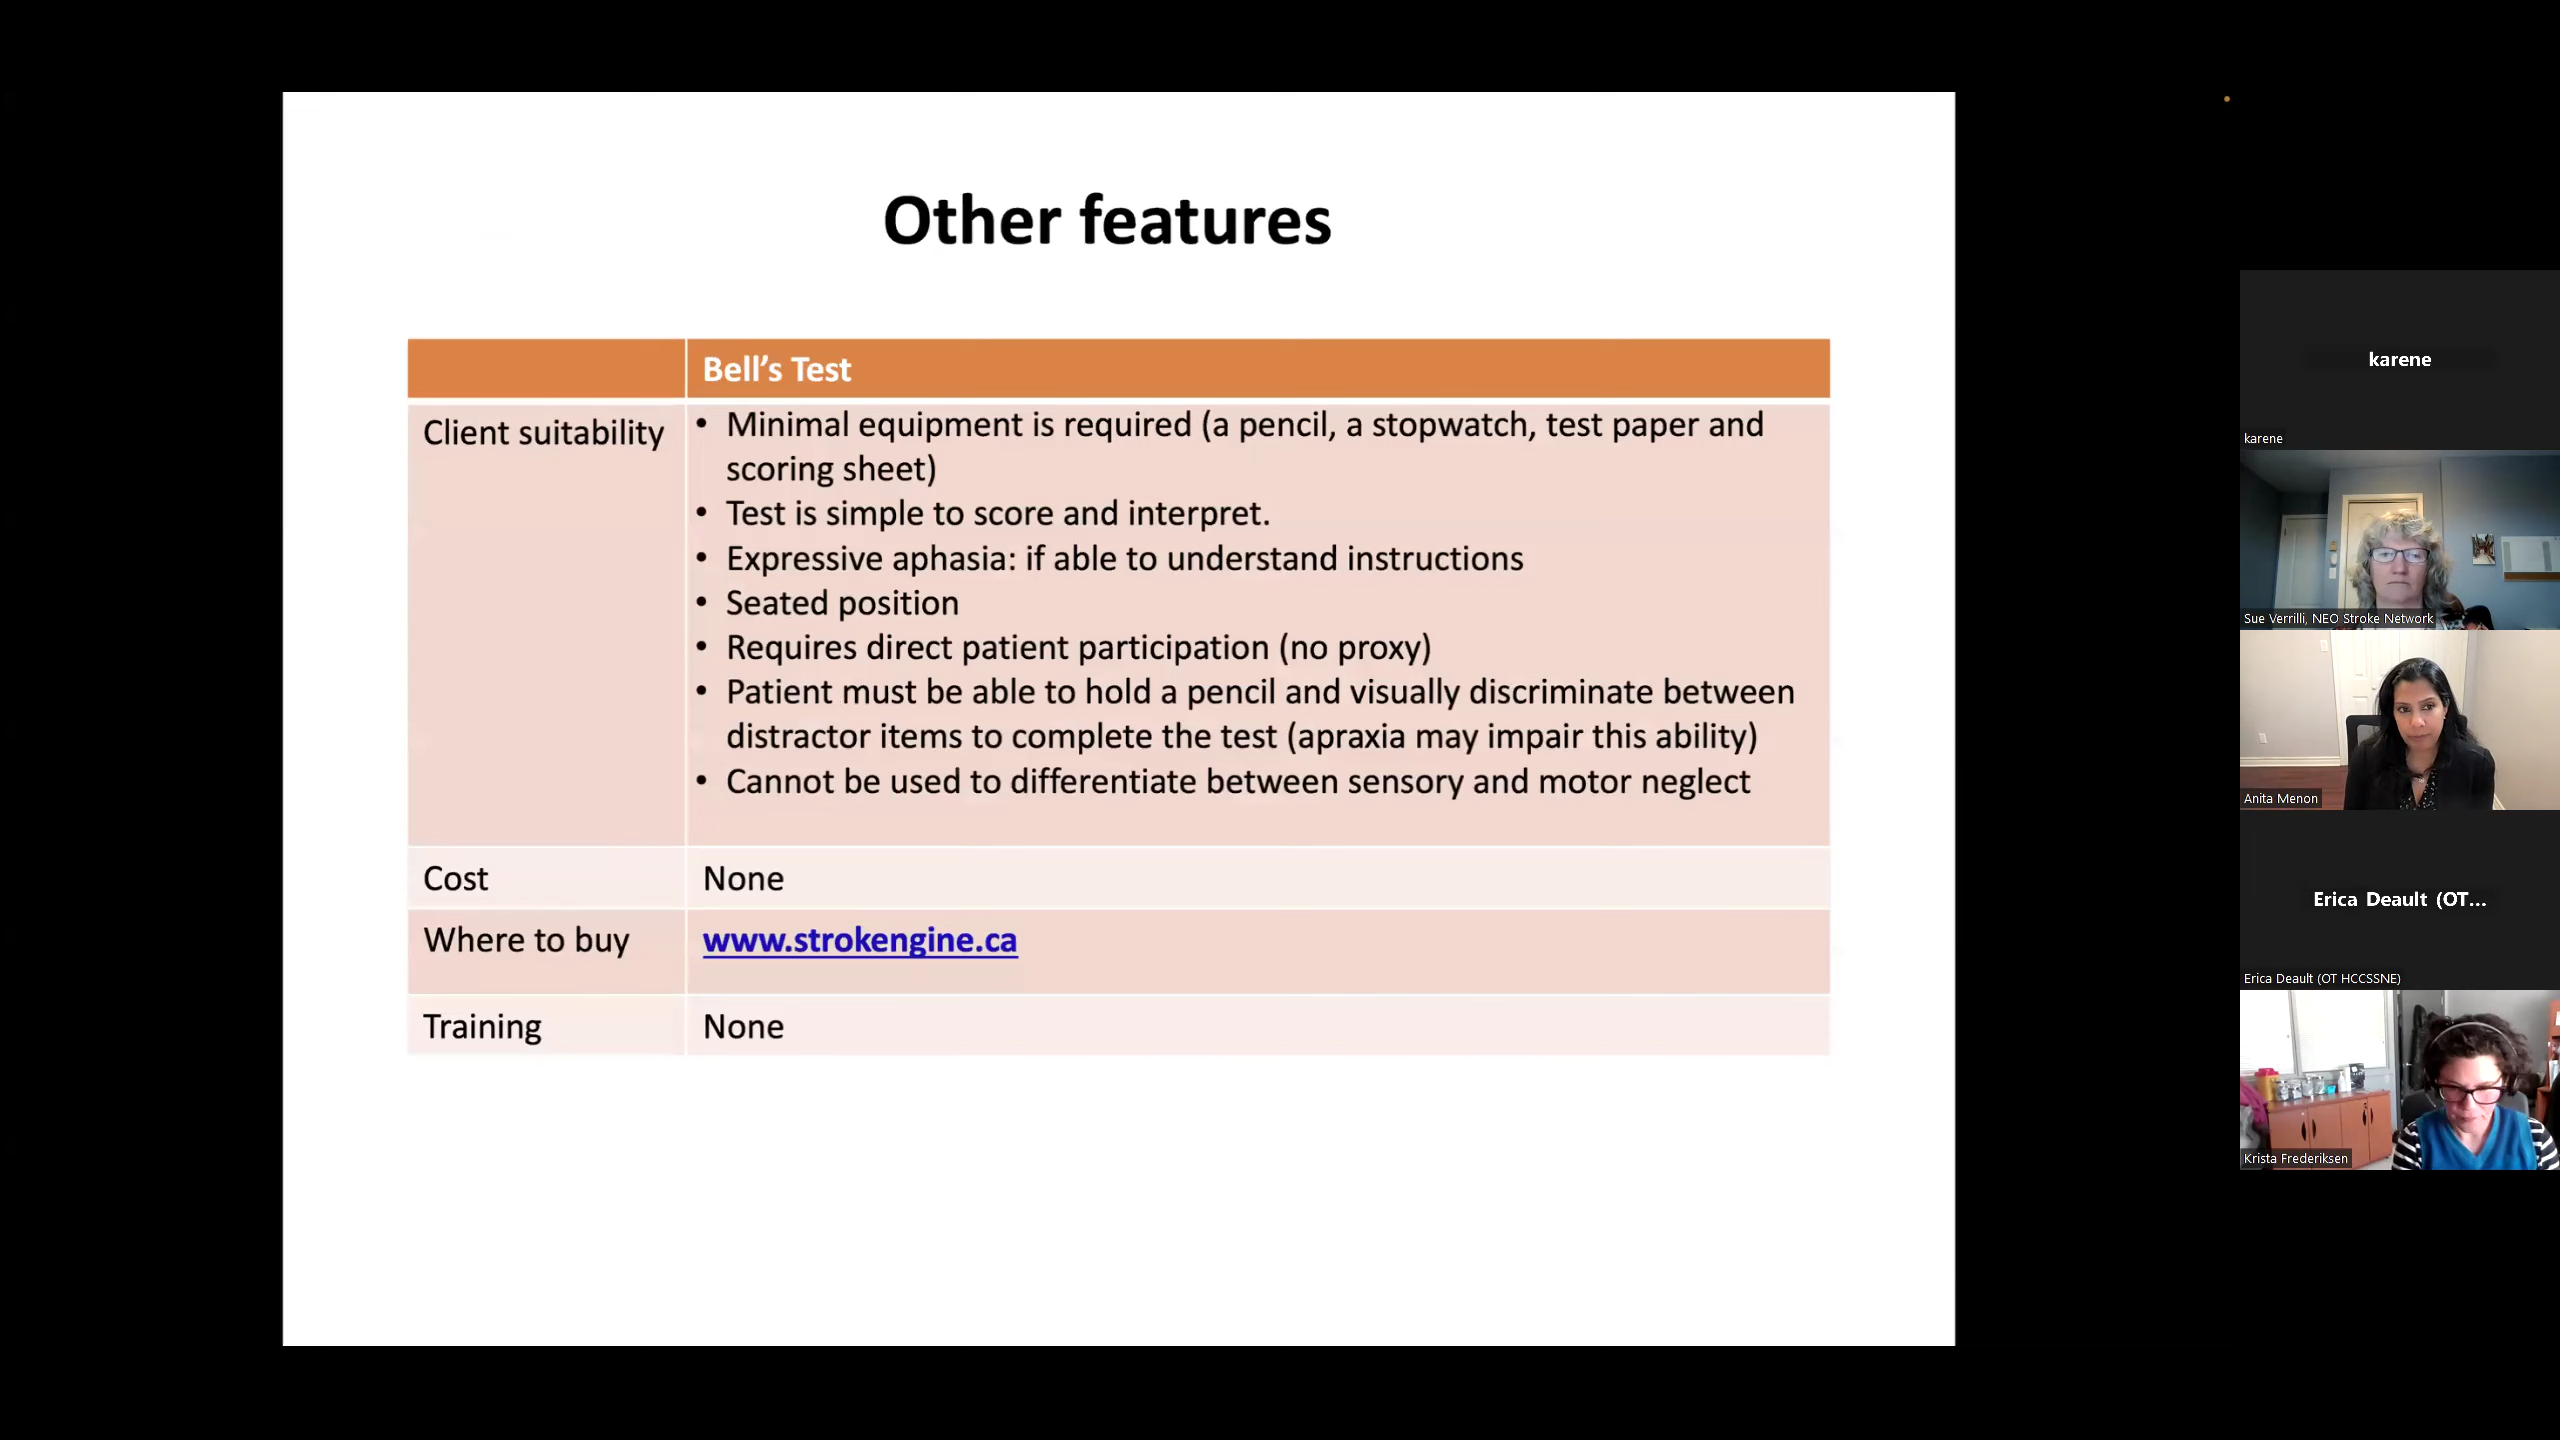 Other features
Bell's Test
Client suitability
• Minimal equipment is required (a pencil, a stopwatch, test paper and
scoring sheet)
• Test is simple to score and interpret.
• Expressive aphasia: if able to understand instructions
• Seated position
• Requires direct patient participation (no proxy)
• Patient must be able to hold a pencil and visually discriminate between
distractor items to complete the test (apraxia may impair this ability)
• Cannot be used to differentiate between sensory and motor neglect
Cost
None
Where to buy
www.strokengine.ca
Training
None
karene
karene
Sue Verrilli, NEO Stroke Network
Anita Menon
Erica Deault (OT...
Erica Deault (OT HCCSSNE)
Krista Frederiksen